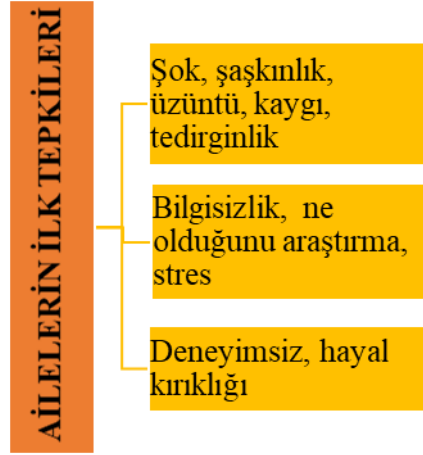 AİLELERİN İLK TEPKİLERİ
Şok, şaşkınlık,
üzüntü, kaygı,
tedirginlik
Bilgisizlik, ne
olduğunu araştırma,
stres
Deneyimsiz, hayal
kırıklığı